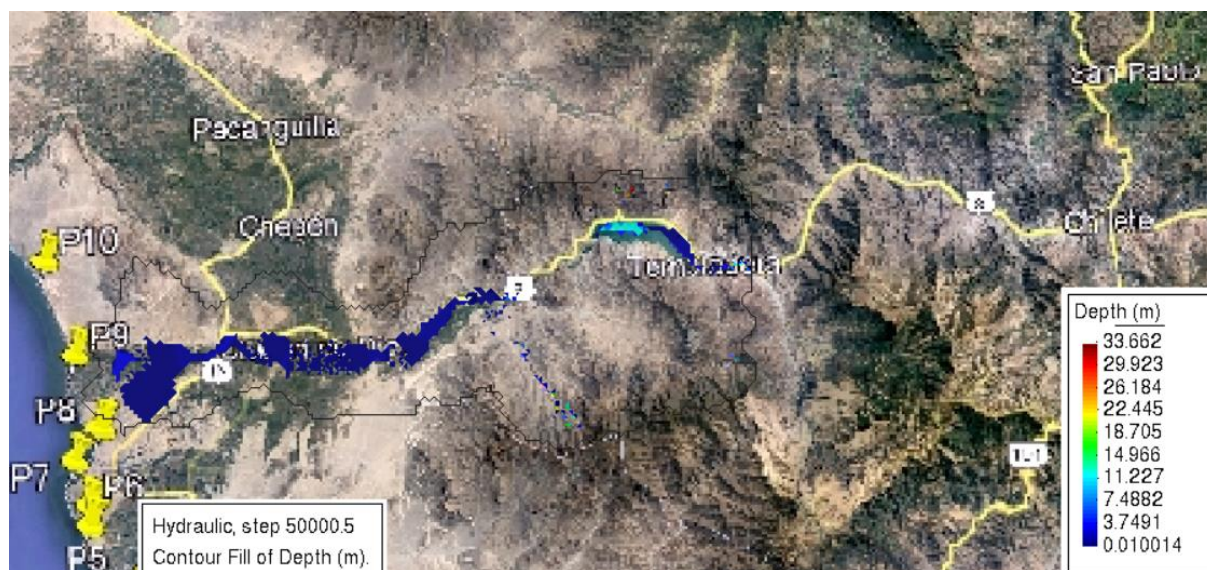 San Pablo
Pacanguilla
Chepén
Chilete
8
P10
Tembladera
P9
P8
P7
P6
P5
Depth (m)
33.662
29.923
26.184
22.445
18.705
14.966
11.227
7.4882
3.7491
0.010014
Hydraulic, step 50000.5
Contour Fill of Depth (m).